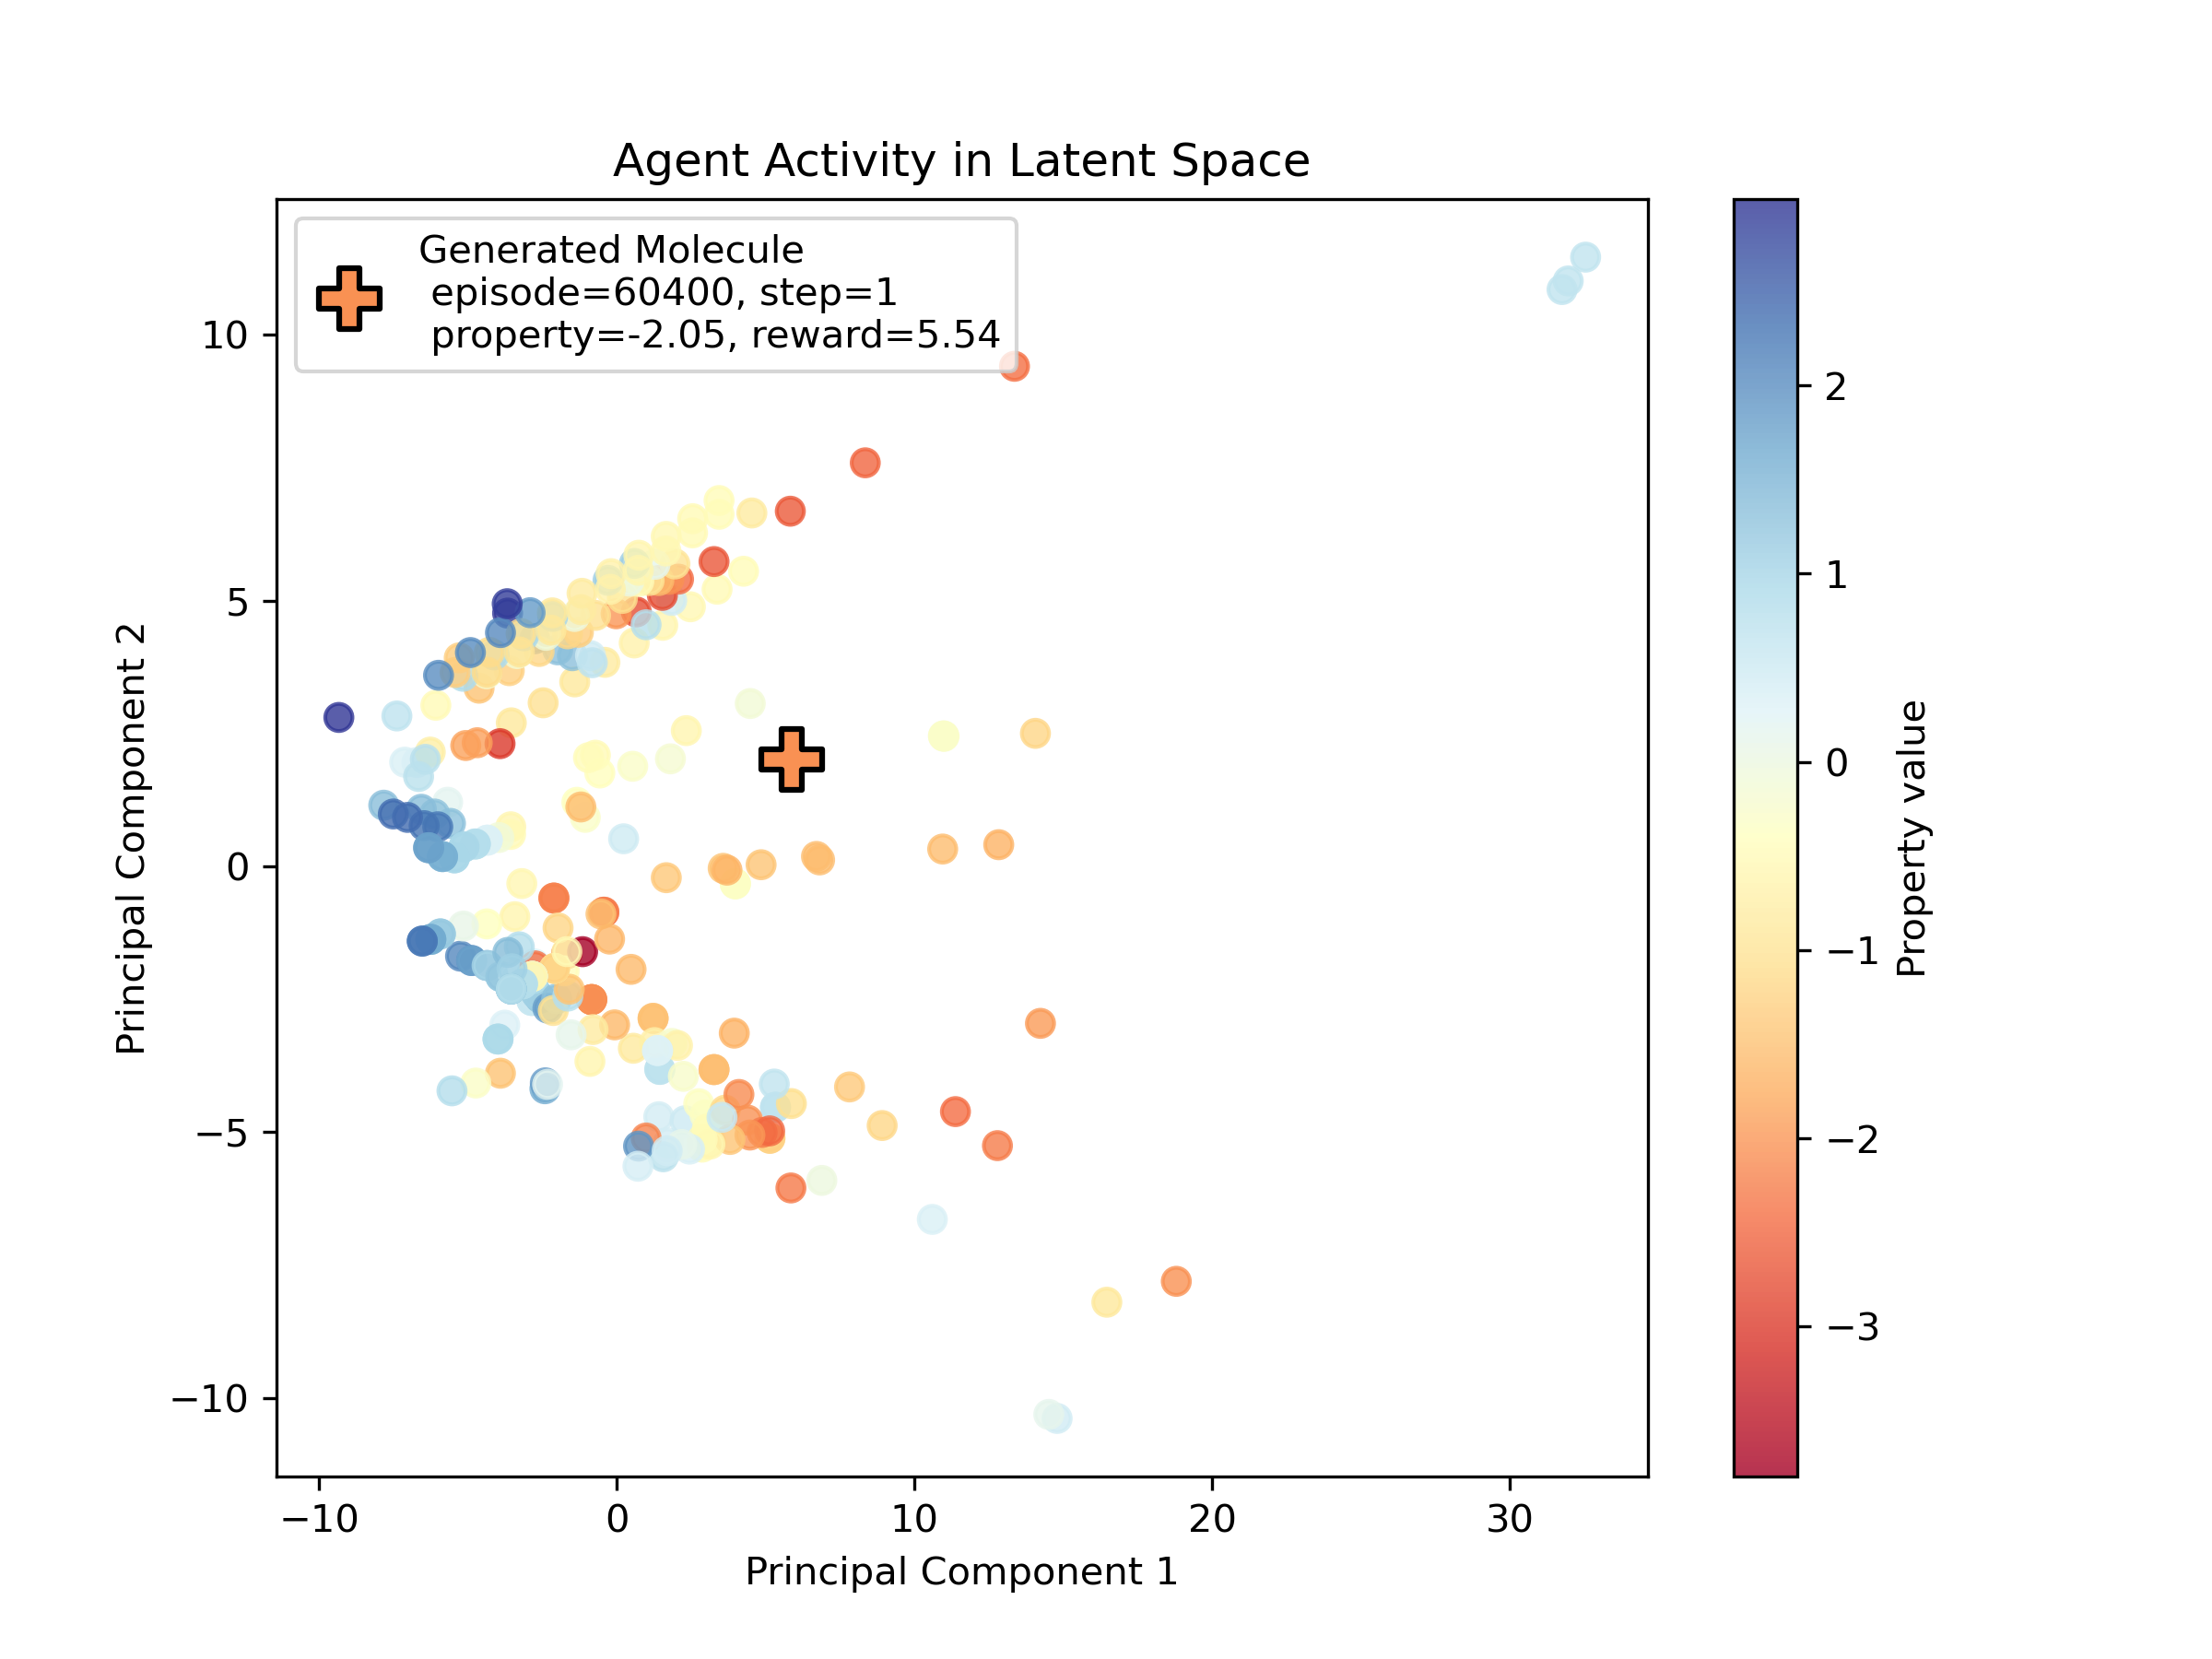 Agent Activity in Latent Space
Generated Molecule
episode=60400, step=1
property=-2.05, reward=5.54
10
5
0
−5
−10
Principal Component 2
−10
0
10
20
30
Principal Component 1
2
1
0
−1
−2
−3
Property value